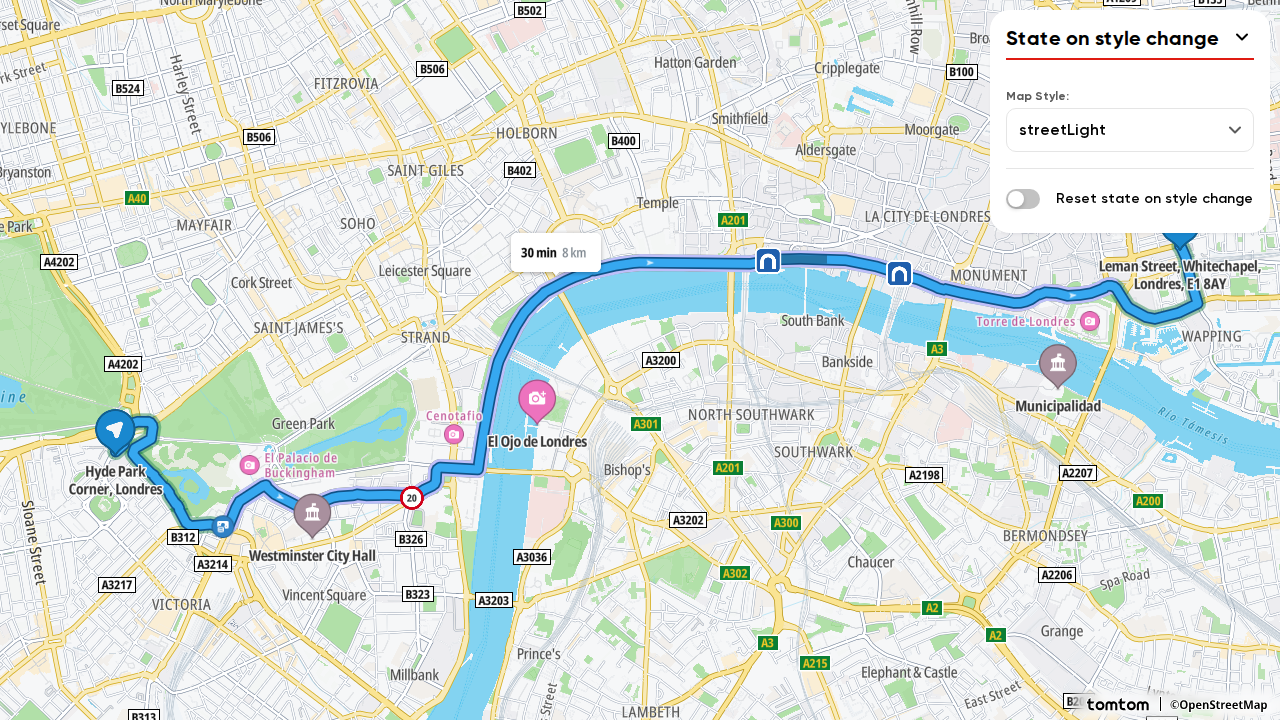 North Marylebone
B502
State on style change
Map Style:
streetLight
Reset state on style change
Harley Street
B524
FITZROVIA
B506
Hatton Garden
Cripplegate
B100
B506
HOLBORN
B400
Smithfield
Moorgate
Aldersgate
Bryanston
SAINT GILES
B402
A40
MAYFAIR
SOHO
Temple
A201
LA CITY DE LONDRES
A4202
30 min 8 km
Leicester Square
Cork Street
MONUMENT
Leman Street, Whitechapel,
Londres, E1 8AY
SAINT JAMES'S
STRAND
South Bank
Torre de Londres
WAPPING
A3
A4202
A3200
Bankside
Municipalidad
Green Park
Cenotafio
El Ojo de Londres
A301
NORTH SOUTHWARK
Río
Támesis
El Palacio de
Buckingham
Hyde Park
Corner, Londres
SOUTHWARK
Bishop's
A201
A2198
A2207
A200
20
Sloane Street
B312
Westminster City Hall
B326
A3202
A300
BERMONDSEY
A3214
A3036
Chaucer
A302
A2206
Spa Road
A3217
VICTORIA
Vincent Square
B323
A3203
A2
A2
Grange
Prince's
A3
A215
Elephant & Castle
Millbank
East Street
LAMBETH
B313
tomtom
©OpenStreetMap